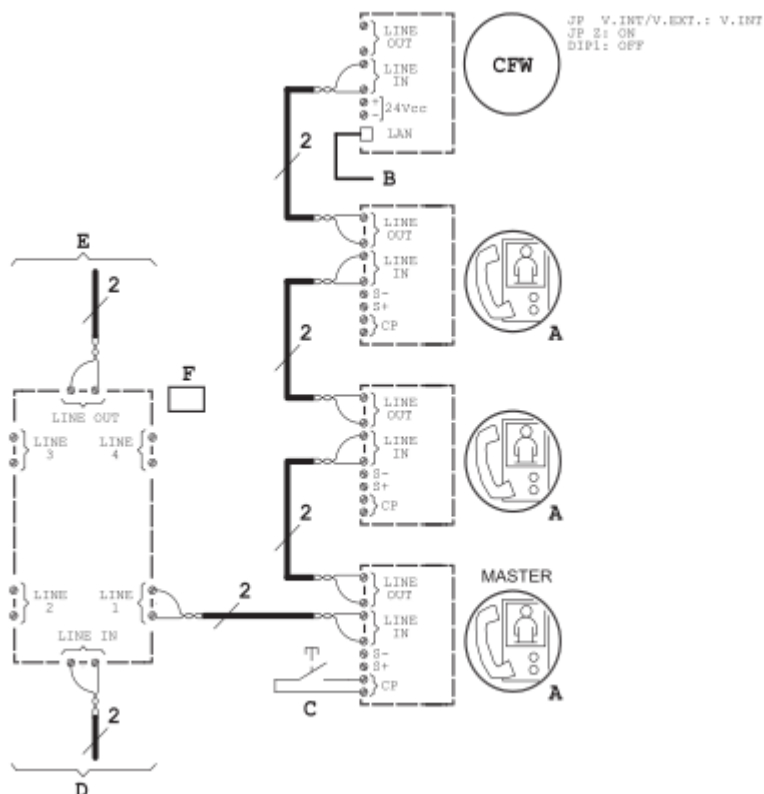 LINE
OUT
LINE
IN
+
-
24Vcc
LAN
CFW
JP V.INT/V.EXT.: V.INT
JP Z: ON
DIP1: OFF
2
B
LINE
OUT
LINE
IN
S-
S+
CP
A
E
2
2
F
LINE OUT
LINE
3
LINE
4
LINE
OUT
LINE
IN
S-
S+
CP
A
2
LINE
2
LINE
1
LINE IN
2
MASTER
LINE
OUT
LINE
IN
S-
S+
CP
A
C
2
D